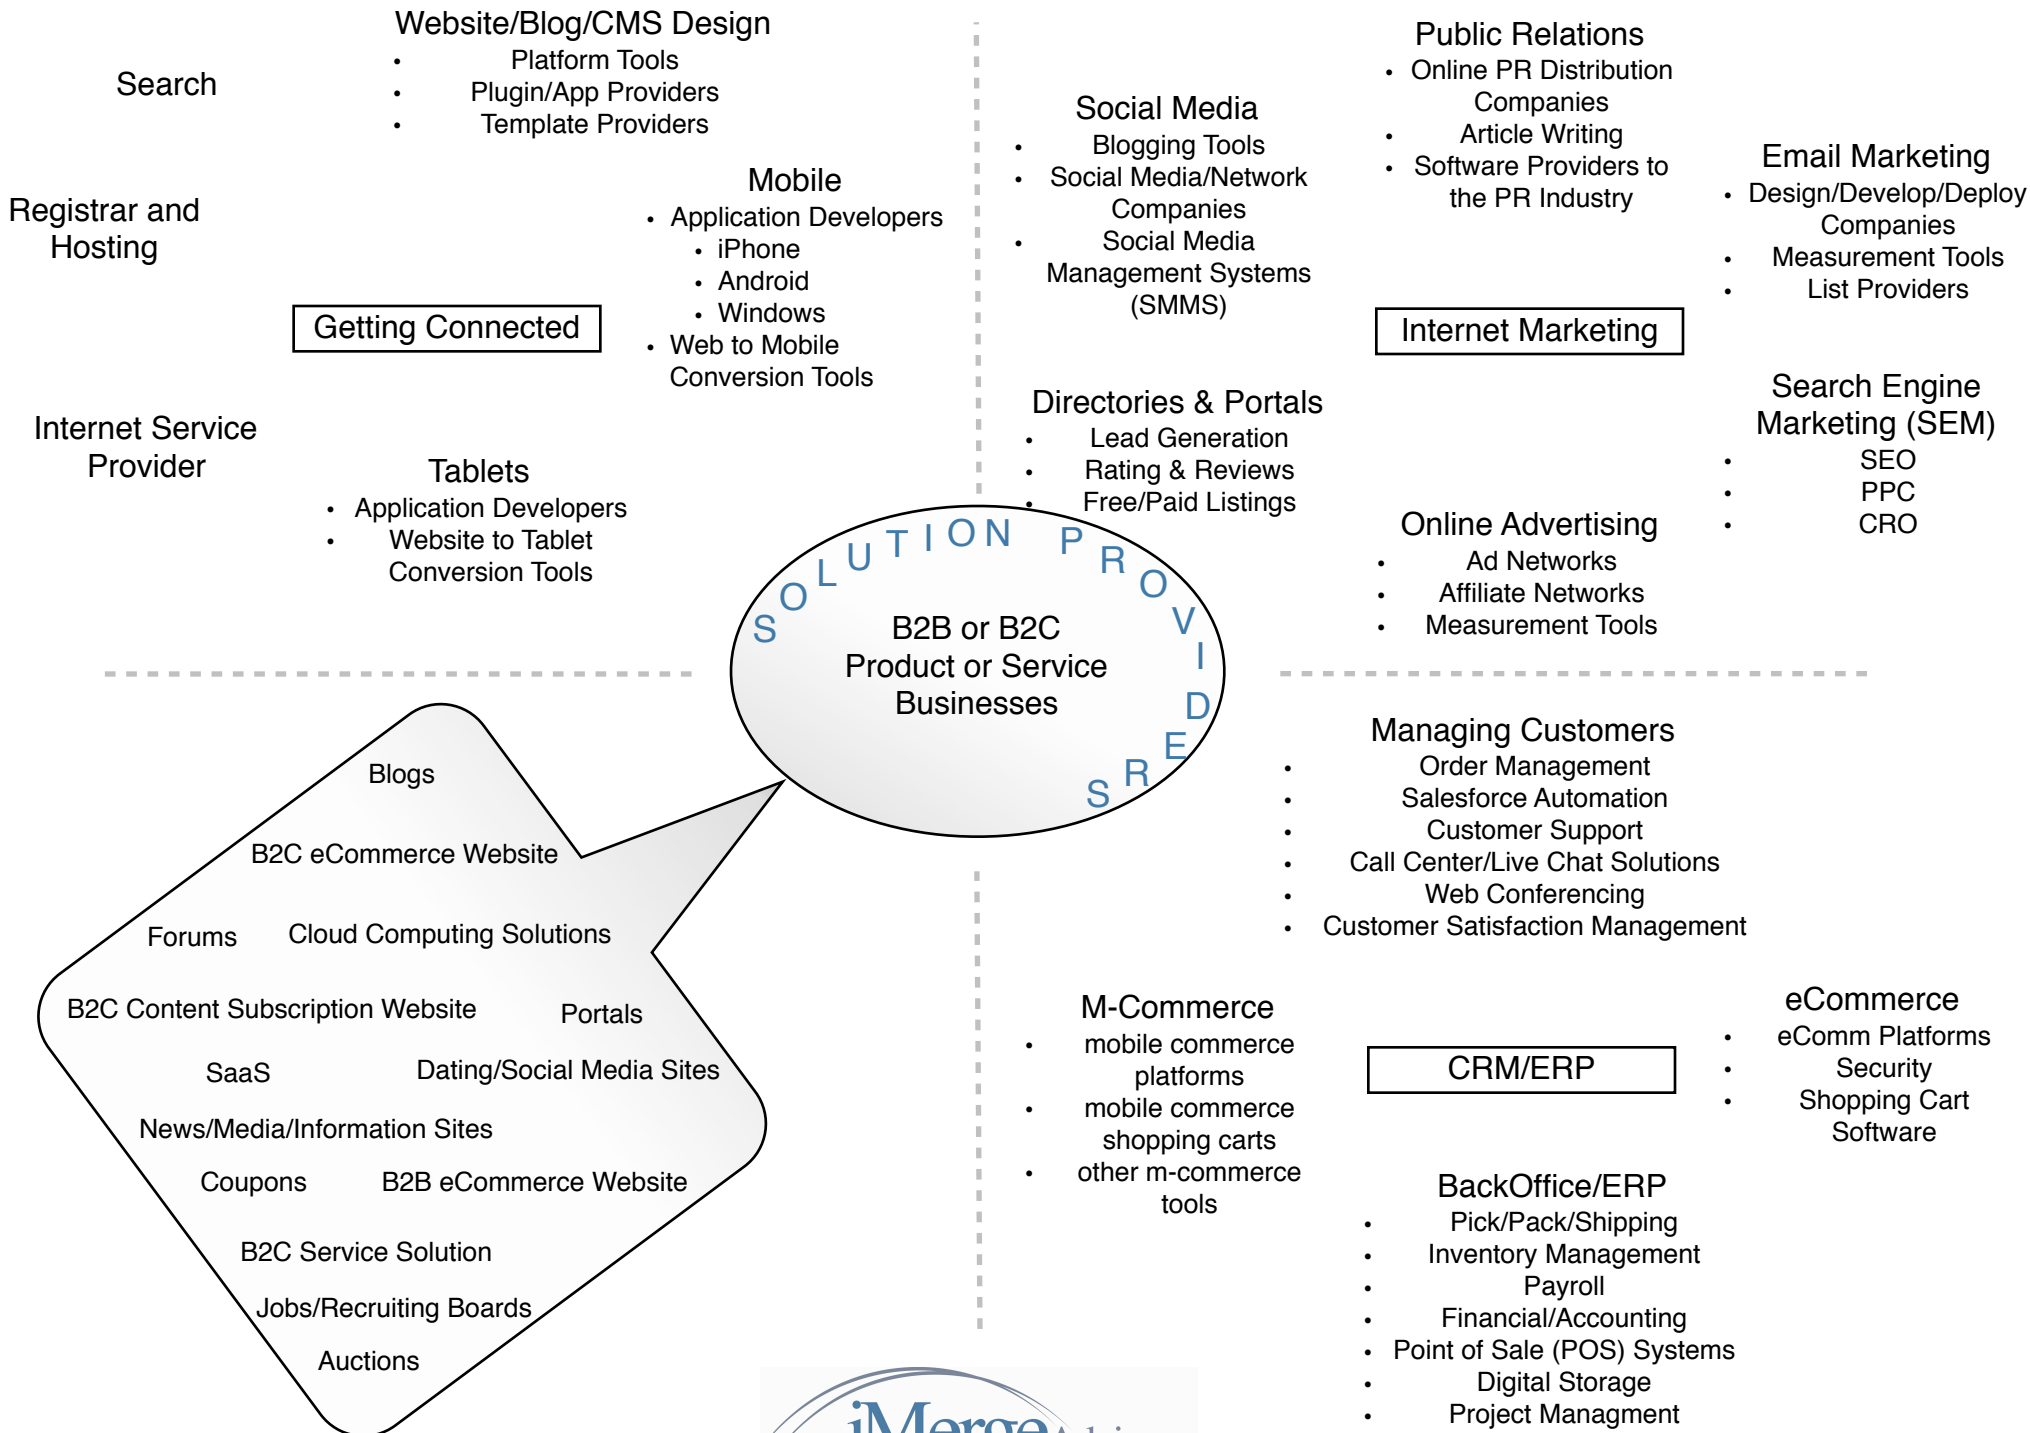 Website/Blog/CMS Design
• Platform Tools
• Plugin/App Providers
• Template Providers
Search
Registrar and
Hosting
Mobile
• Application Developers
• iPhone
• Android
• Windows
• Web to Mobile
Conversion Tools
Getting Connected
Internet Service
Provider
Tablets
• Application Developers
• Website to Tablet
Conversion Tools
Public Relations
• Online PR Distribution
Companies
• Article Writing
• Software Providers to
the PR Industry
Social Media
• Blogging Tools
• Social Media/Network
Companies
• Social Media
Management Systems
(SMMS)
Email Marketing
• Design/Develop/Deploy
Companies
• Measurement Tools
• List Providers
Internet Marketing
Directories & Portals
• Lead Generation
• Rating & Reviews
• Free/Paid Listings
Search Engine
Marketing (SEM)
• SEO
• PPC
• CRO
Online Advertising
• Ad Networks
• Affiliate Networks
• Measurement Tools
SOLUTION PROVIDERS
B2B or B2C
Product or Service
Businesses
Blogs
B2C eCommerce Website
Forums
Cloud Computing Solutions
B2C Content Subscription Website
Portals
SaaS
Dating/Social Media Sites
News/Media/Information Sites
Coupons
B2B eCommerce Website
B2C Service Solution
Jobs/Recruiting Boards
Auctions
Managing Customers
• Order Management
• Salesforce Automation
• Customer Support
• Call Center/Live Chat Solutions
• Web Conferencing
• Customer Satisfaction Management
M-Commerce
• mobile commerce
platforms
• mobile commerce
shopping carts
• other m-commerce
tools
CRM/ERP
eCommerce
• eComm Platforms
• Security
• Shopping Cart
Software
BackOffice/ERP
• Pick/Pack/Shipping
• Inventory Management
• Payroll
• Financial/Accounting
• Point of Sale (POS) Systems
• Digital Storage
• Project Managment
iMerge